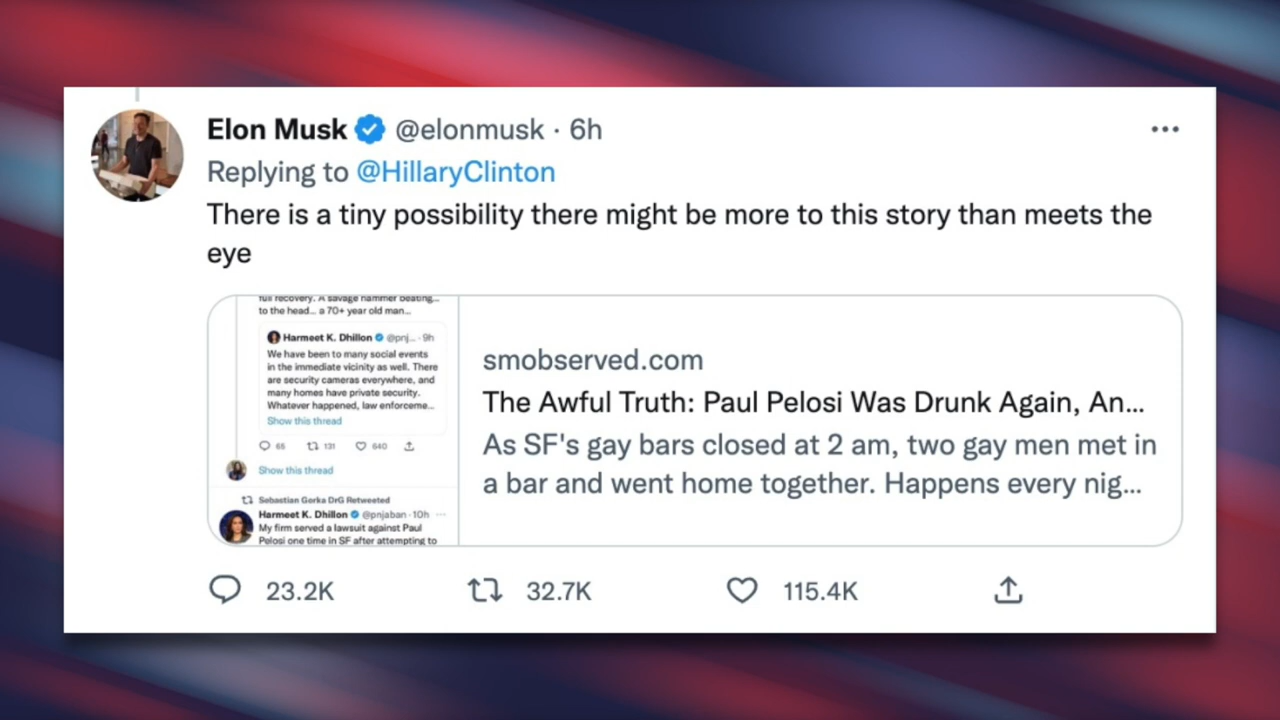 Elon Musk @elonmusk · 6h
Replying to @HillaryClinton
There is a tiny possibility there might be more to this story than meets the
eye
full recovery. A savage hammer beating...
to the head... a 70+ year old man...
Harmeet K. Dhillon @pnj... · 9h
We have been to many social events
in the immediate vicinity as well. There
are security cameras everywhere, and
many homes have private security.
Whatever happened, law enforceme...
Show this thread
65 131 640
Show this thread
Sebastian Gorka DrG Retweeted
Harmeet K. Dhillon @pnjaban · 10h
My firm served a lawsuit against Paul
Pelosi one time in SF after attempting to
smobserved.com
The Awful Truth: Paul Pelosi Was Drunk Again, An...
As SF's gay bars closed at 2 am, two gay men met in
a bar and went home together. Happens every nig...
23.2K 32.7K 115.4K